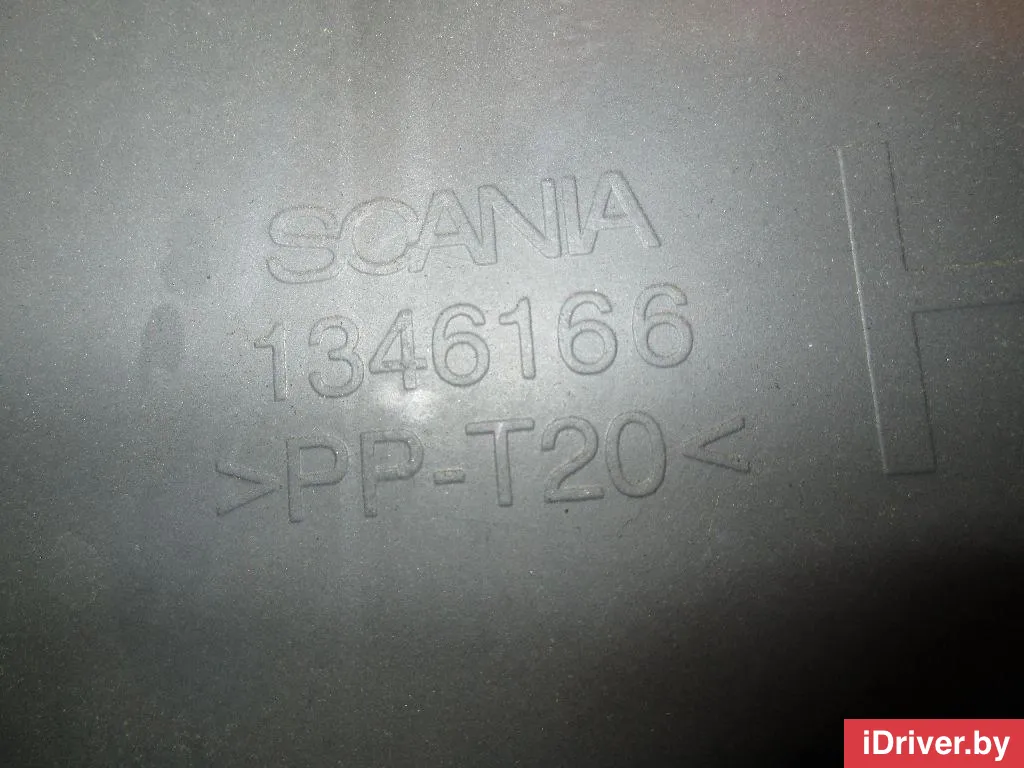 SCANIA
1346166
>PP-T20<
iDriver.by